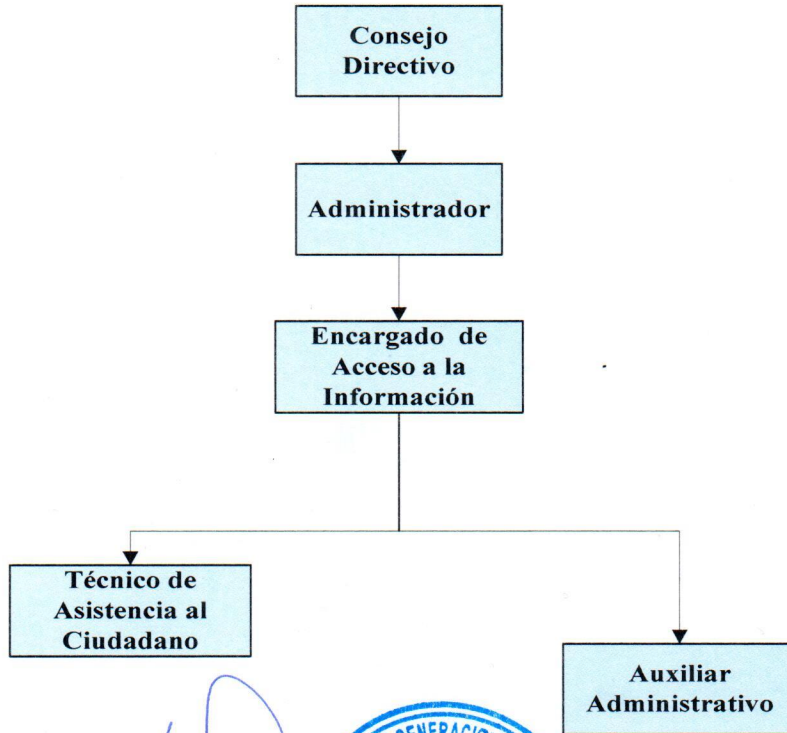 Consejo
Directivo
Administrador
Encargado de
Acceso a la
Información
Técnico de
Asistencia al
Ciudadano
Auxiliar
Administrativo